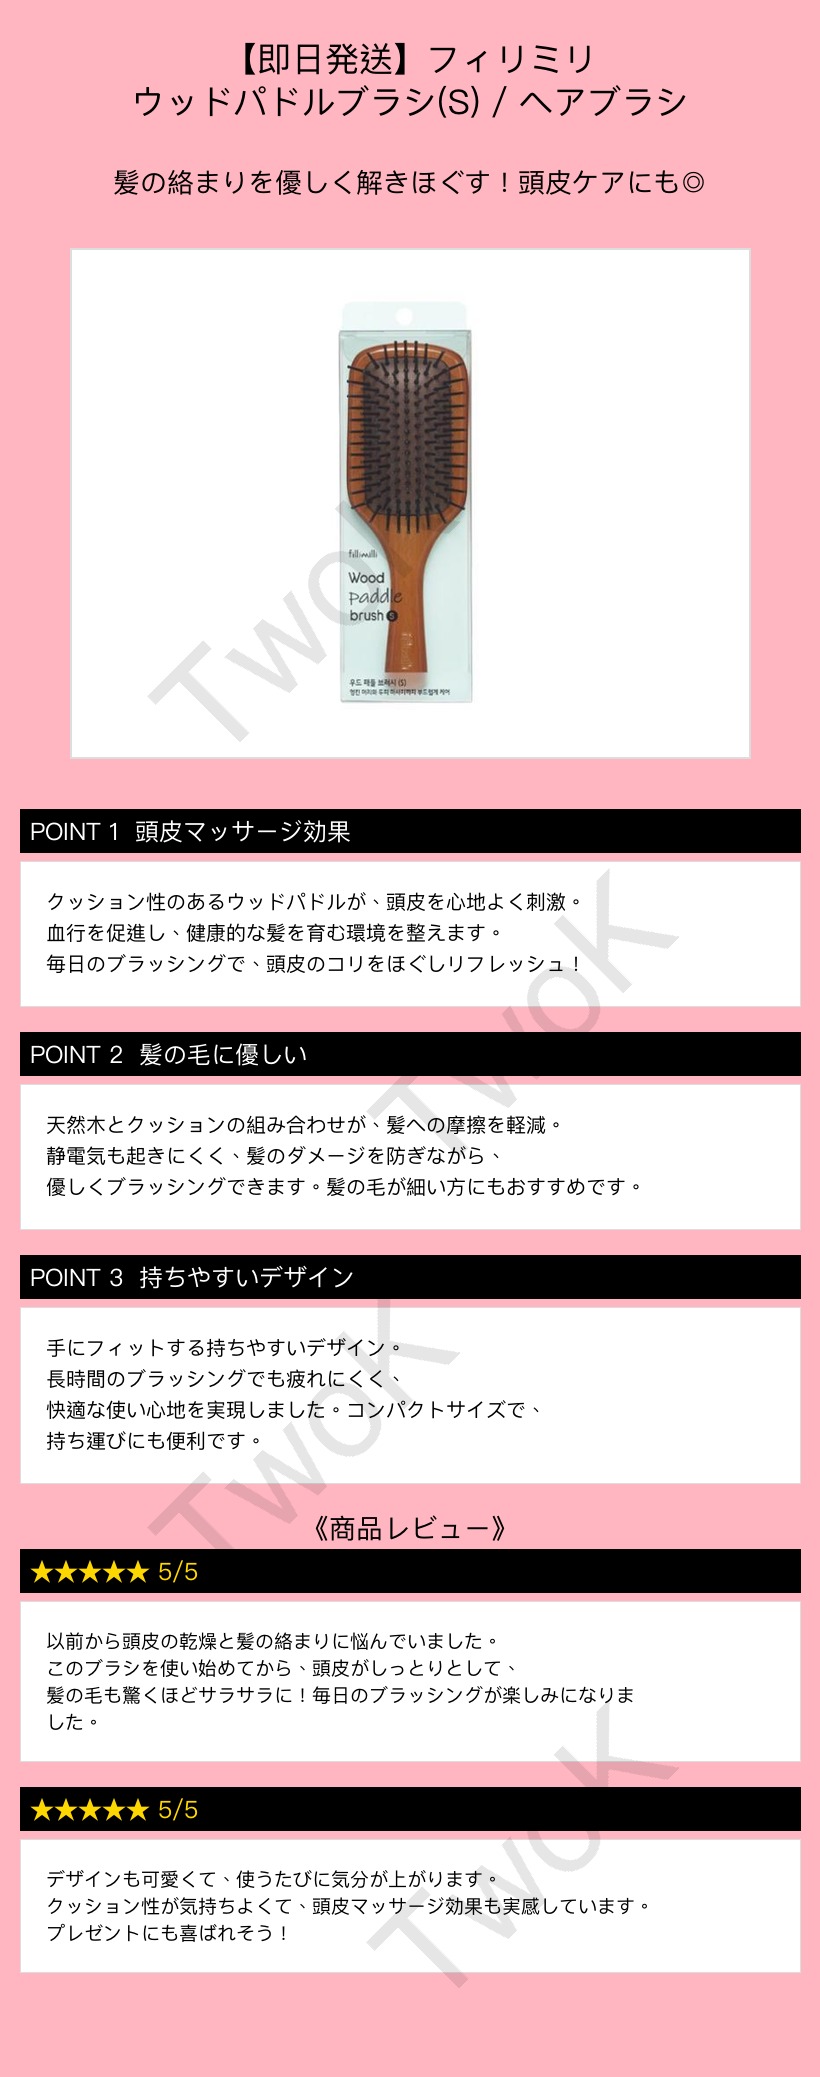 【即日発送】フィリミリ
ウッドパドルブラシ(S) / ヘアブラシ
髪の絡まりを優しく解きほぐす！頭皮ケアにも◎
fillimilli
Wood
paddle
brush S
우드 패들 브러시 (S)
엉킨 머리와 두피 마사지까지 부드럽게 케어
TwoK
POINT 1 頭皮マッサージ効果
クッション性のあるウッドパドルが、頭皮を心地よく刺激。
血行を促進し、健康的な髪を育む環境を整えます。
毎日のブラッシングで、頭皮のコリをほぐしリフレッシュ！
TwoK
POINT 2 髪の毛に優しい
天然木とクッションの組み合わせが、髪への摩擦を軽減。
静電気も起きにくく、髪のダメージを防ぎながら、
優しくブラッシングできます。髪の毛が細い方にもおすすめです。
POINT 3 持ちやすいデザイン
手にフィットする持ちやすいデザイン。
長時間のブラッシングでも疲れにくく、
快適な使い心地を実現しました。コンパクトサイズで、
持ち運びにも便利です。
TwoK
《商品レビュー》
★★★★★ 5/5
以前から頭皮の乾燥と髪の絡まりに悩んでいました。
このブラシを使い始めてから、頭皮がしっとりとして、
髪の毛も驚くほどサラサラに！毎日のブラッシングが楽しみになりま
した。
★★★★★ 5/5
デザインも可愛くて、使うたびに気分が上がります。
クッション性が気持ちよくて、頭皮マッサージ効果も実感しています。
プレゼントにも喜ばれそう！
TwoK